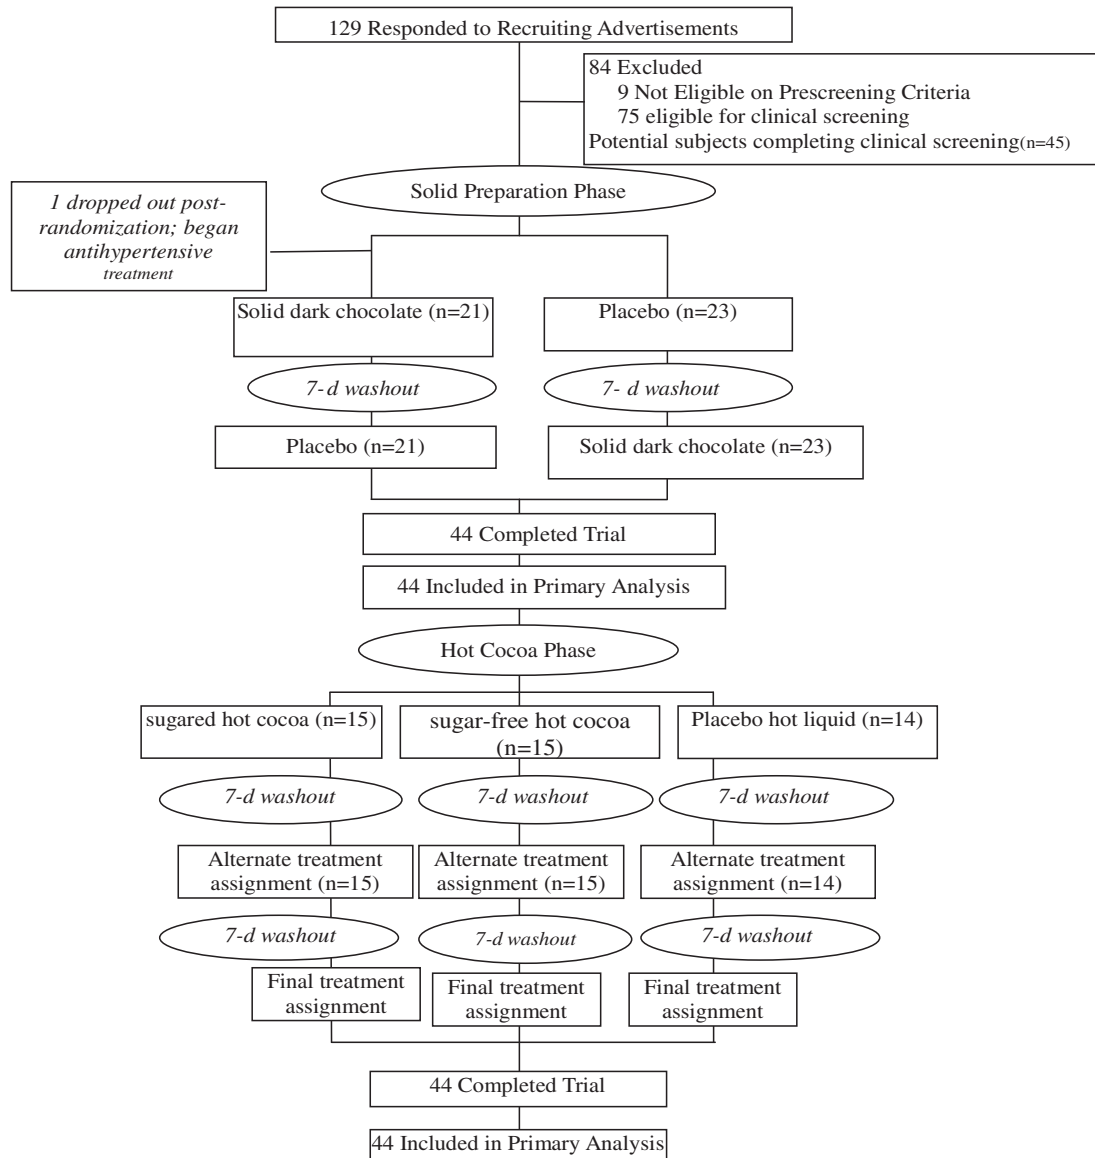 129 Responded to Recruiting Advertisements
84 Excluded
9 Not Eligible on Prescreening Criteria
75 eligible for clinical screening
Potential subjects completing clinical screening(n=45)
Solid Preparation Phase
1 dropped out post-
randomization; began
antihypertensive
treatment
Solid dark chocolate (n=21)
Placebo (n=23)
7-d washout
7- d washout
Placebo (n=21)
Solid dark chocolate (n=23)
44 Completed Trial
44 Included in Primary Analysis
Hot Cocoa Phase
sugared hot cocoa (n=15)
sugar-free hot cocoa
(n=15)
Placebo hot liquid (n=14)
7-d washout
7-d washout
7-d washout
Alternate treatment
assignment (n=15)
Alternate treatment
assignment (n=15)
Alternate treatment
assignment (n=14)
7-d washout
7-d washout
7-d washout
Final treatment
assignment
Final treatment
assignment
Final treatment
assignment
44 Completed Trial
44 Included in Primary Analysis